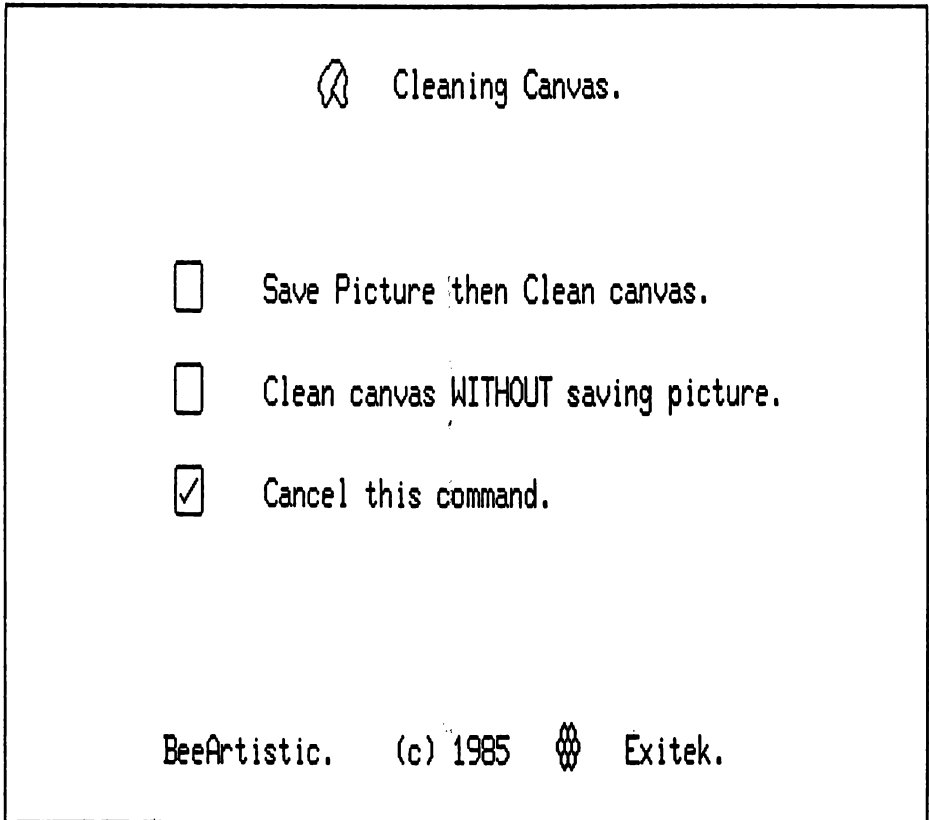 Cleaning Canvas.
Save Picture then Clean canvas.
Clean canvas WITHOUT saving picture.
Cancel this command.
BeeArtistic. (c) 1985 Exitek.